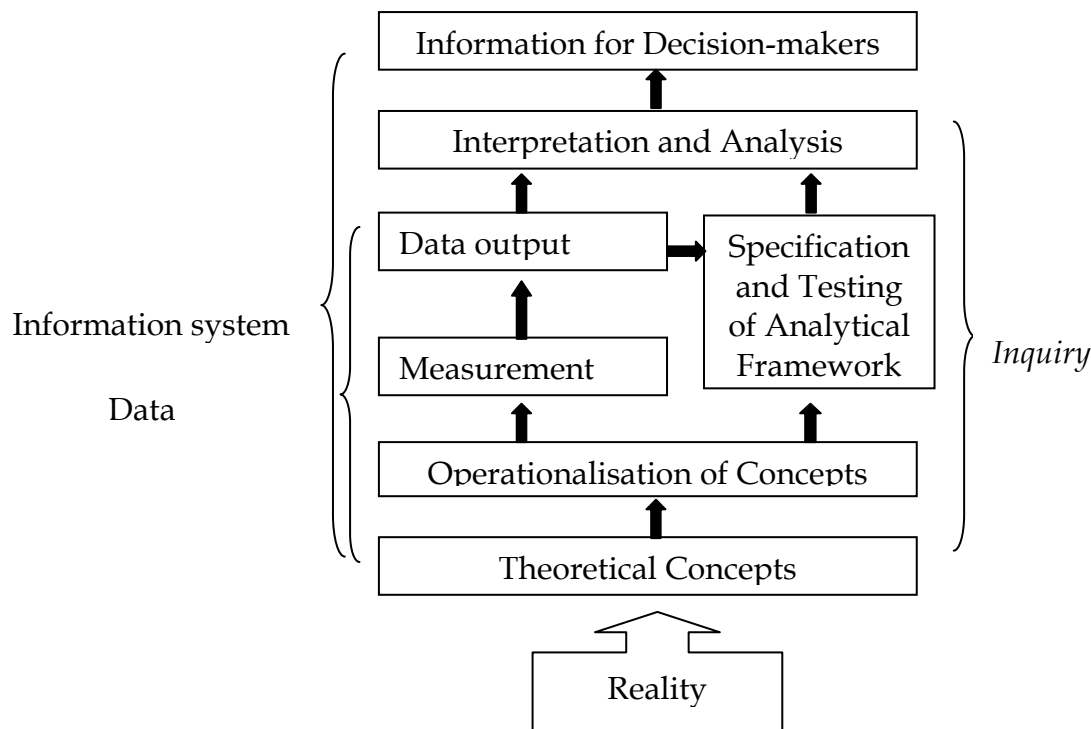 Information for Decision-makers
Interpretation and Analysis
Data output
Specification
and Testing
of Analytical
Framework
Information system
Measurement
Inquiry
Data
Operationalisation of Concepts
Theoretical Concepts
Reality